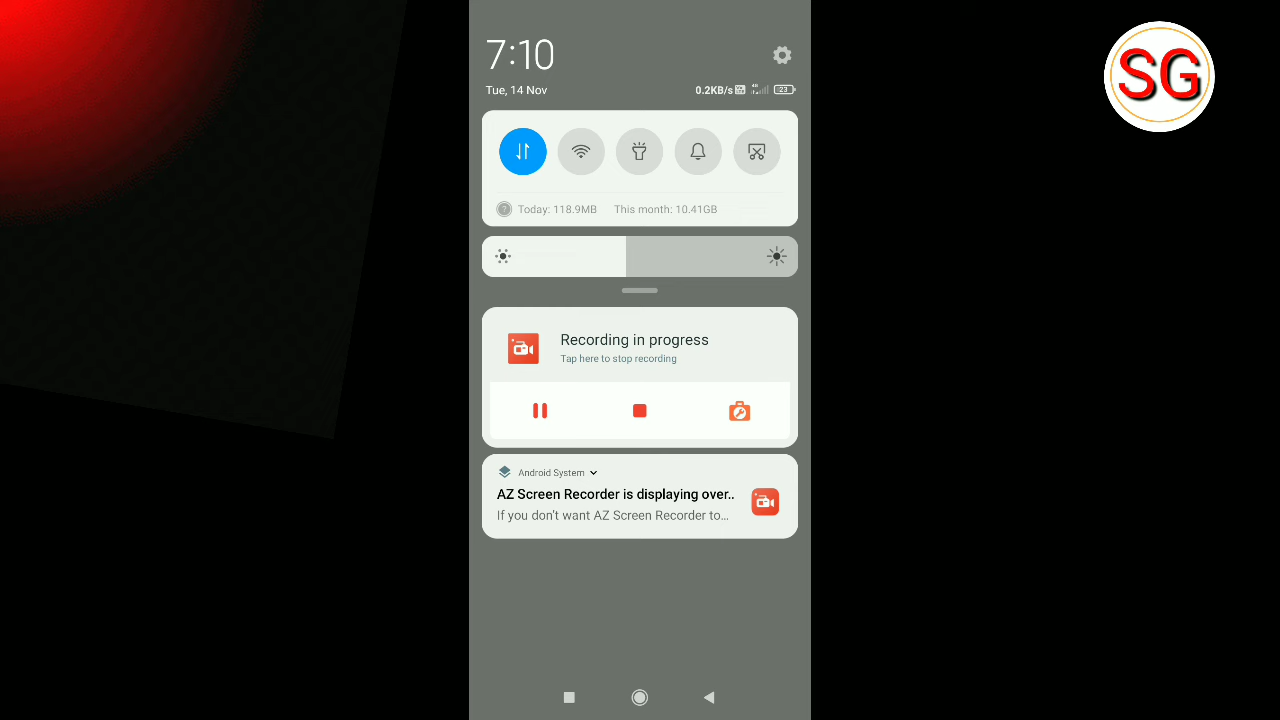 SG
7:10
Tue, 14 Nov
0.2KB/s
4G
23
Today: 118.9MB This month: 10.41GB
Recording in progress
Tap here to stop recording
Android System
AZ Screen Recorder is displaying over..
If you don't want AZ Screen Recorder to...